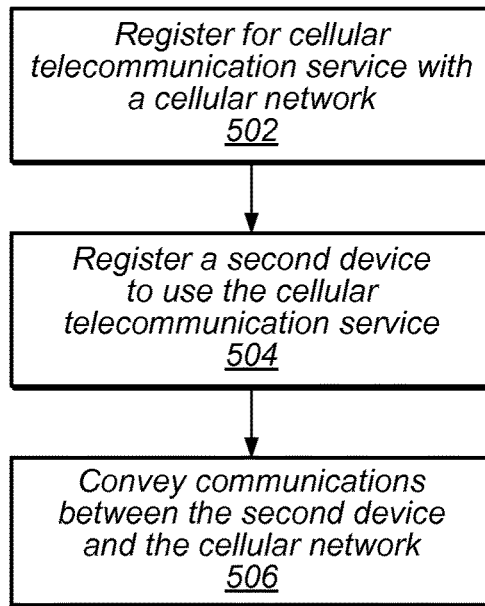 Register for cellular
telecommunication service with
a cellular network
502
Register a second device
to use the cellular
telecommunication service
504
Convey communications
between the second device
and the cellular network
506